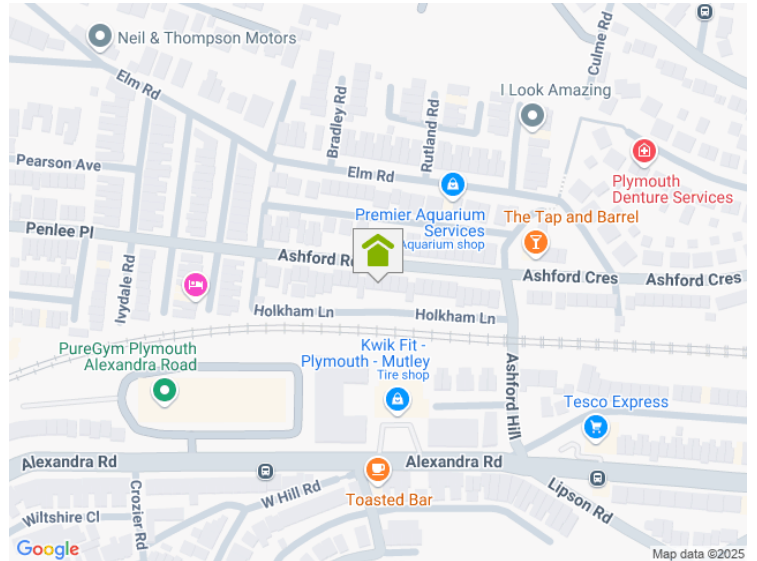 Neil & Thompson Motors
Elm Rd
Bradley Rd
Rutland Rd
Culme Rd
I Look Amazing
Pearson Ave
Elm Rd
Plymouth
Denture Services
Premier Aquarium
Services
Aquarium shop
The Tap and Barrel
Penlee Pl
Ashford R
Ashford Cres
Ashford Cres
Ivydale Rd
Holkham Ln
Holkham Ln
PureGym Plymouth
Alexandra Road
Kwik Fit -
Plymouth - Mutley
Tire shop
Ashford Hill
Tesco Express
Alexandra Rd
Alexandra Rd
Crozier Rd
W Hill Rd
Toasted Bar
Lipson Rd
Wiltshire Cl
Google
Map data ©2025